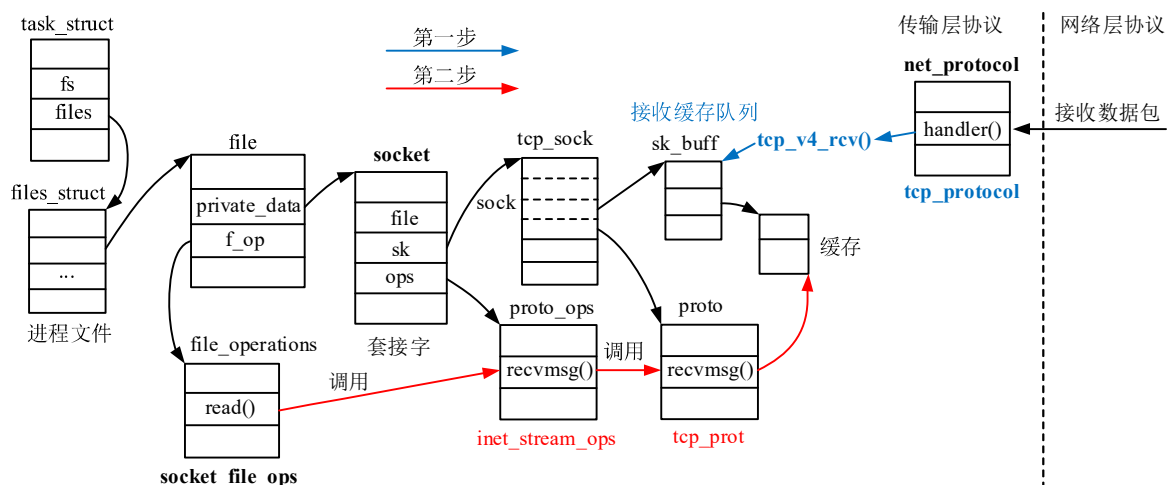 task_struct
fs
files
files_struct
...
进程文件
file
private_data
f_op
file_operations
read()
socket_file_ops
调用
第一步
第二步
socket
file
sk
ops
套接字
tcp_sock
sock
proto_ops
recvmsg()
inet_stream_ops
调用
proto
recvmsg()
tcp_prot
接收缓存队列
sk_buff
缓存
tcp_v4_rcv()
传输层协议
net_protocol
handler()
tcp_protocol
网络层协议
接收数据包